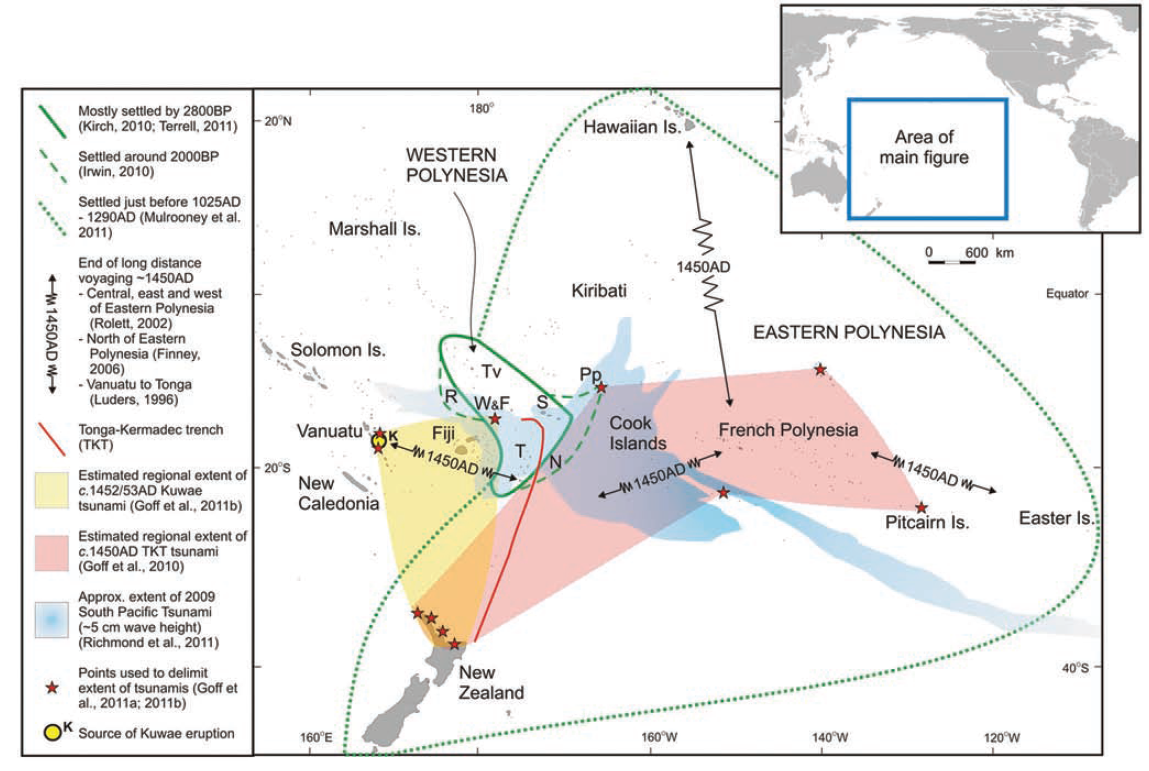 Mostly settled by 2800BP
(Kirch, 2010; Terrell, 2011)
Settled around 2000BP
(Irwin, 2010)
Settled just before 1025AD
- 1290AD (Mulrooney et al.
2011)
1450AD
End of long distance
voyaging ~1450AD
- Central, east and west
of Eastern Polynesia
(Rolett, 2002)
- North of Eastern
Polynesia (Finney,
2006)
- Vanuatu to Tonga
(Luders, 1996)
Tonga-Kermadec trench
(TKT)
Estimated regional extent of
c.1452/53AD Kuwae
tsunami (Goff et al., 2011b)
Estimated regional extent of
c.1450AD TKT tsunami
(Goff et al., 2010)
Approx. extent of 2009
South Pacific Tsunami
(~5 cm wave height)
(Richmond et al., 2011)
Points used to delimit
extent of tsunamis (Goff et
al., 2011a; 2011b)
K
Source of Kuwae eruption
Area of
main figure
0 600 km
180°
20°N
Hawaiian Is.
WESTERN
POLYNESIA
Marshall Is.
1450AD
Kiribati
Equator
EASTERN POLYNESIA
Solomon Is.
Tv
Pp
R
W&F
S
Vanuatu
K
Fiji
Cook
Islands
French Polynesia
1450AD
T
N
20°S
1450AD
1450AD
New
Caledonia
Pitcairn Is.
Easter Is.
New
Zealand
40°S
160°E
160°W
140°W
120°W